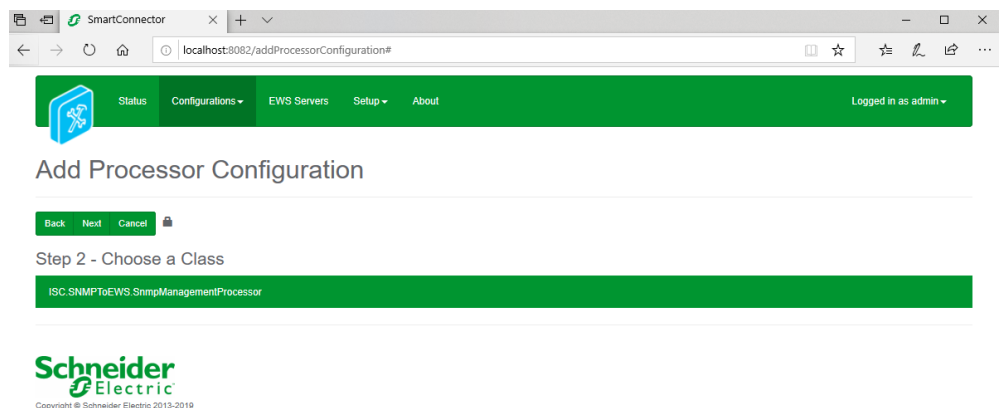 SmartConnector
localhost:8082/addProcessorConfiguration#
Status Configurations EWS Servers Setup About Logged in as admin
Add Processor Configuration
Back Next Cancel
Step 2 - Choose a Class
ISC.SNMPToEWS.SnmpManagementProcessor
Schneider
Electric
Copyright © Schneider Electric 2013-2019